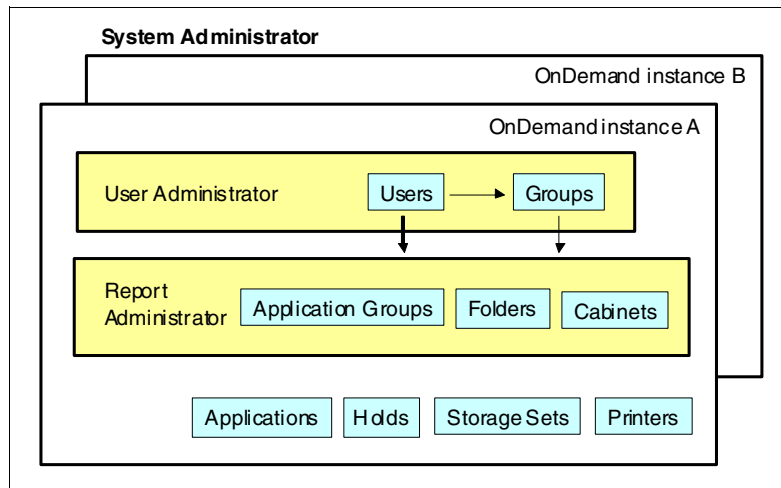 System Administrator
OnDemand instance B
OnDemand instance A
User Administrator
Users
Groups
Report
Administrator
Application Groups
Folders
Cabinets
Applications
Holds
Storage Sets
Printers